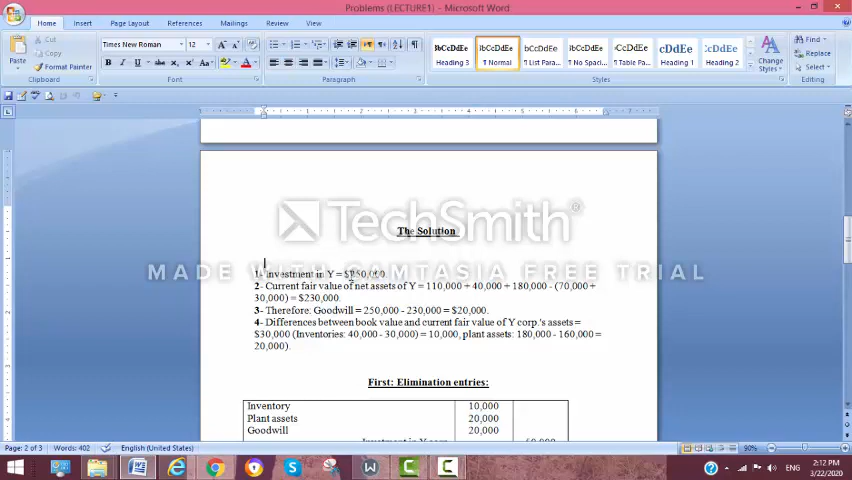 Problems (LECTURE1) - Microsoft Word
Home Insert Page Layout References Mailings Review View
Cut
Copy
Format Painter
Paste
Clipboard
Times New Roman 12
Font
Paragraph
AaBbCcDdEe AaBbCcDdEe AaBbCcDdEe
Heading 3 ¶ Normal ¶ List Para... ¶ No Spaci... ¶ Table Pa... Heading 1 Heading 2
Change Styles
Styles
Find
Replace
Select
Editing
TechSmith
MADE WITH CAMTASIA FREE TRIAL
The Solution
1- Investment in Y = $250,000.
2- Current fair value of net assets of Y = 110,000 + 40,000 + 180,000 - (70,000 +
30,000) = $230,000.
3- Therefore: Goodwill = 250,000 - 230,000 = $20,000.
4- Differences between book value and current fair value of Y corp.'s assets =
$30,000 (Inventories: 40,000 - 30,000) = 10,000, plant assets: 180,000 - 160,000 =
20,000).
First: Elimination entries:
Inventory 10,000
Plant assets 20,000
Goodwill 20,000
Page: 2 of 3 Words: 402 English (United States) 90%
ENG 2:12 PM
3/22/2020